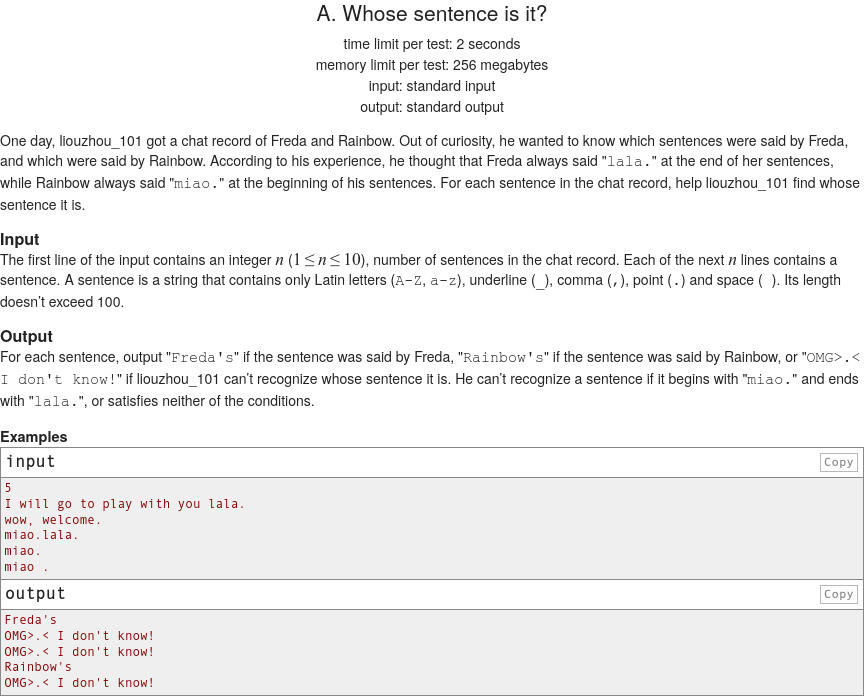 A. Whose sentence is it?
time limit per test: 2 seconds
memory limit per test: 256 megabytes
input: standard input
output: standard output
One day, liouzhou_101 got a chat record of Freda and Rainbow. Out of curiosity, he wanted to know which sentences were said by Freda,
and which were said by Rainbow. According to his experience, he thought that Freda always said "lala." at the end of her sentences,
while Rainbow always said "miao." at the beginning of his sentences. For each sentence in the chat record, help liouzhou_101 find whose
sentence it is.
Input
The first line of the input contains an integer n (1 ≤ n ≤ 10), number of sentences in the chat record. Each of the next n lines contains a
sentence. A sentence is a string that contains only Latin letters (A-Z, a-z), underline (_), comma (,), point (.) and space ( ). Its length
doesn't exceed 100.
Output
For each sentence, output "Freda's" if the sentence was said by Freda, "Rainbow's" if the sentence was said by Rainbow, or "OMG>.<
I don't know!" if liouzhou_101 can't recognize whose sentence it is. He can't recognize a sentence if it begins with "miao." and ends
with "lala.", or satisfies neither of the conditions.
Examples
input Copy
5
I will go to play with you lala.
wow, welcome.
miao.lala.
miao.
miao .
output Copy
Freda's
OMG>.< I don't know!
OMG>.< I don't know!
Rainbow's
OMG>.< I don't know!